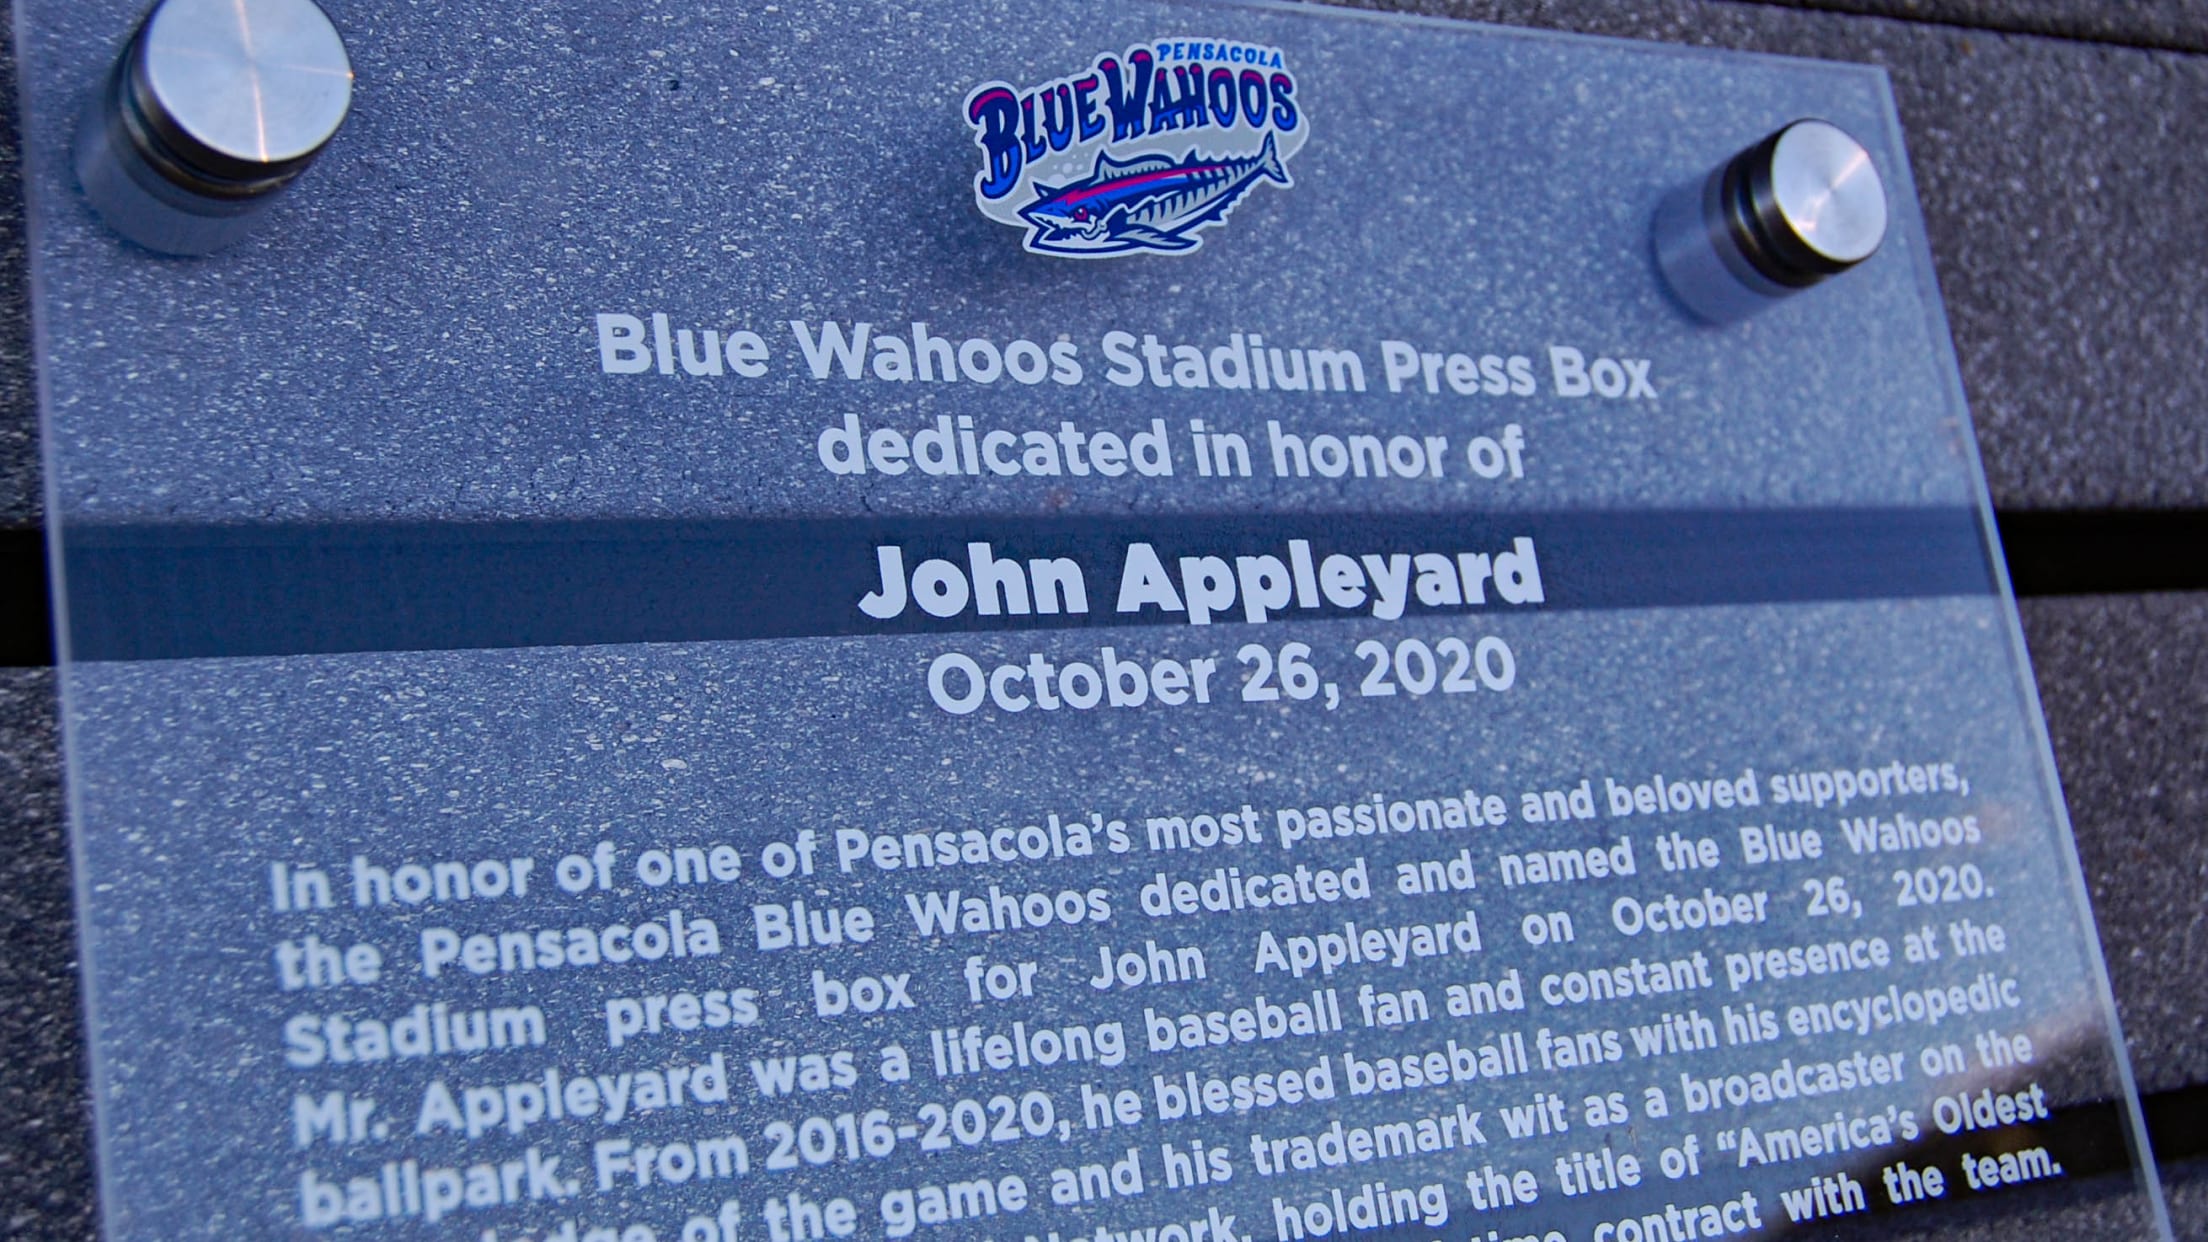 PENSACOLA
BLUE WAHOOS
Blue Wahoos Stadium Press Box
dedicated in honor of
John Appleyard
October 26, 2020
In honor of one of Pensacola’s most passionate and beloved supporters,
the Pensacola Blue Wahoos dedicated and named the Blue Wahoos
Stadium press box for John Appleyard on October 26, 2020.
Mr. Appleyard was a lifelong baseball fan and constant presence at the
ballpark. From 2016-2020, he blessed baseball fans with his encyclopedic
of the game and his trademark wit as a broadcaster on the
Network, holding the title of “America’s Oldest
contract with the team.